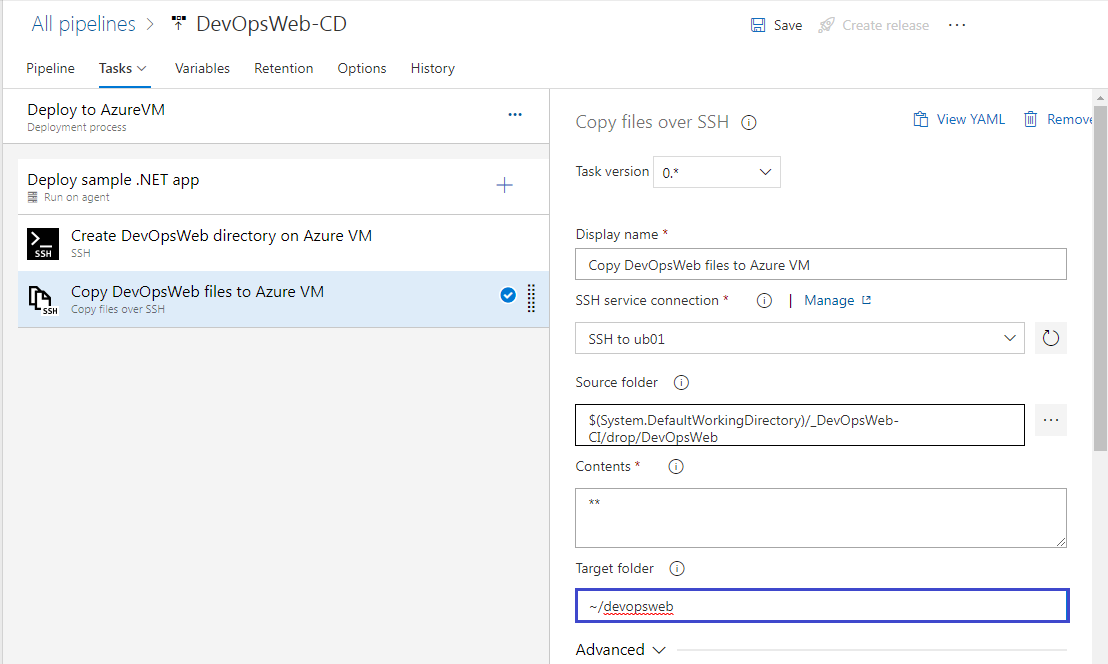 All pipelines > DevOpsWeb-CD
Save Create release ...
Pipeline Tasks Variables Retention Options History
Deploy to AzureVM ...
Deployment process
Deploy sample .NET app +
Run on agent
Create DevOpsWeb directory on Azure VM
SSH
SSH
Copy DevOpsWeb files to Azure VM
Copy files over SSH
SSH
Copy files over SSH i
View YAML Remove
Task version 0.*
Display name *
Copy DevOpsWeb files to Azure VM
SSH service connection * i | Manage
SSH to ub01
Source folder i
$(System.DefaultWorkingDirectory)/_DevOpsWeb-
CI/drop/DevOpsWeb
...
Contents * i
**
Target folder i
~/devopsweb
Advanced